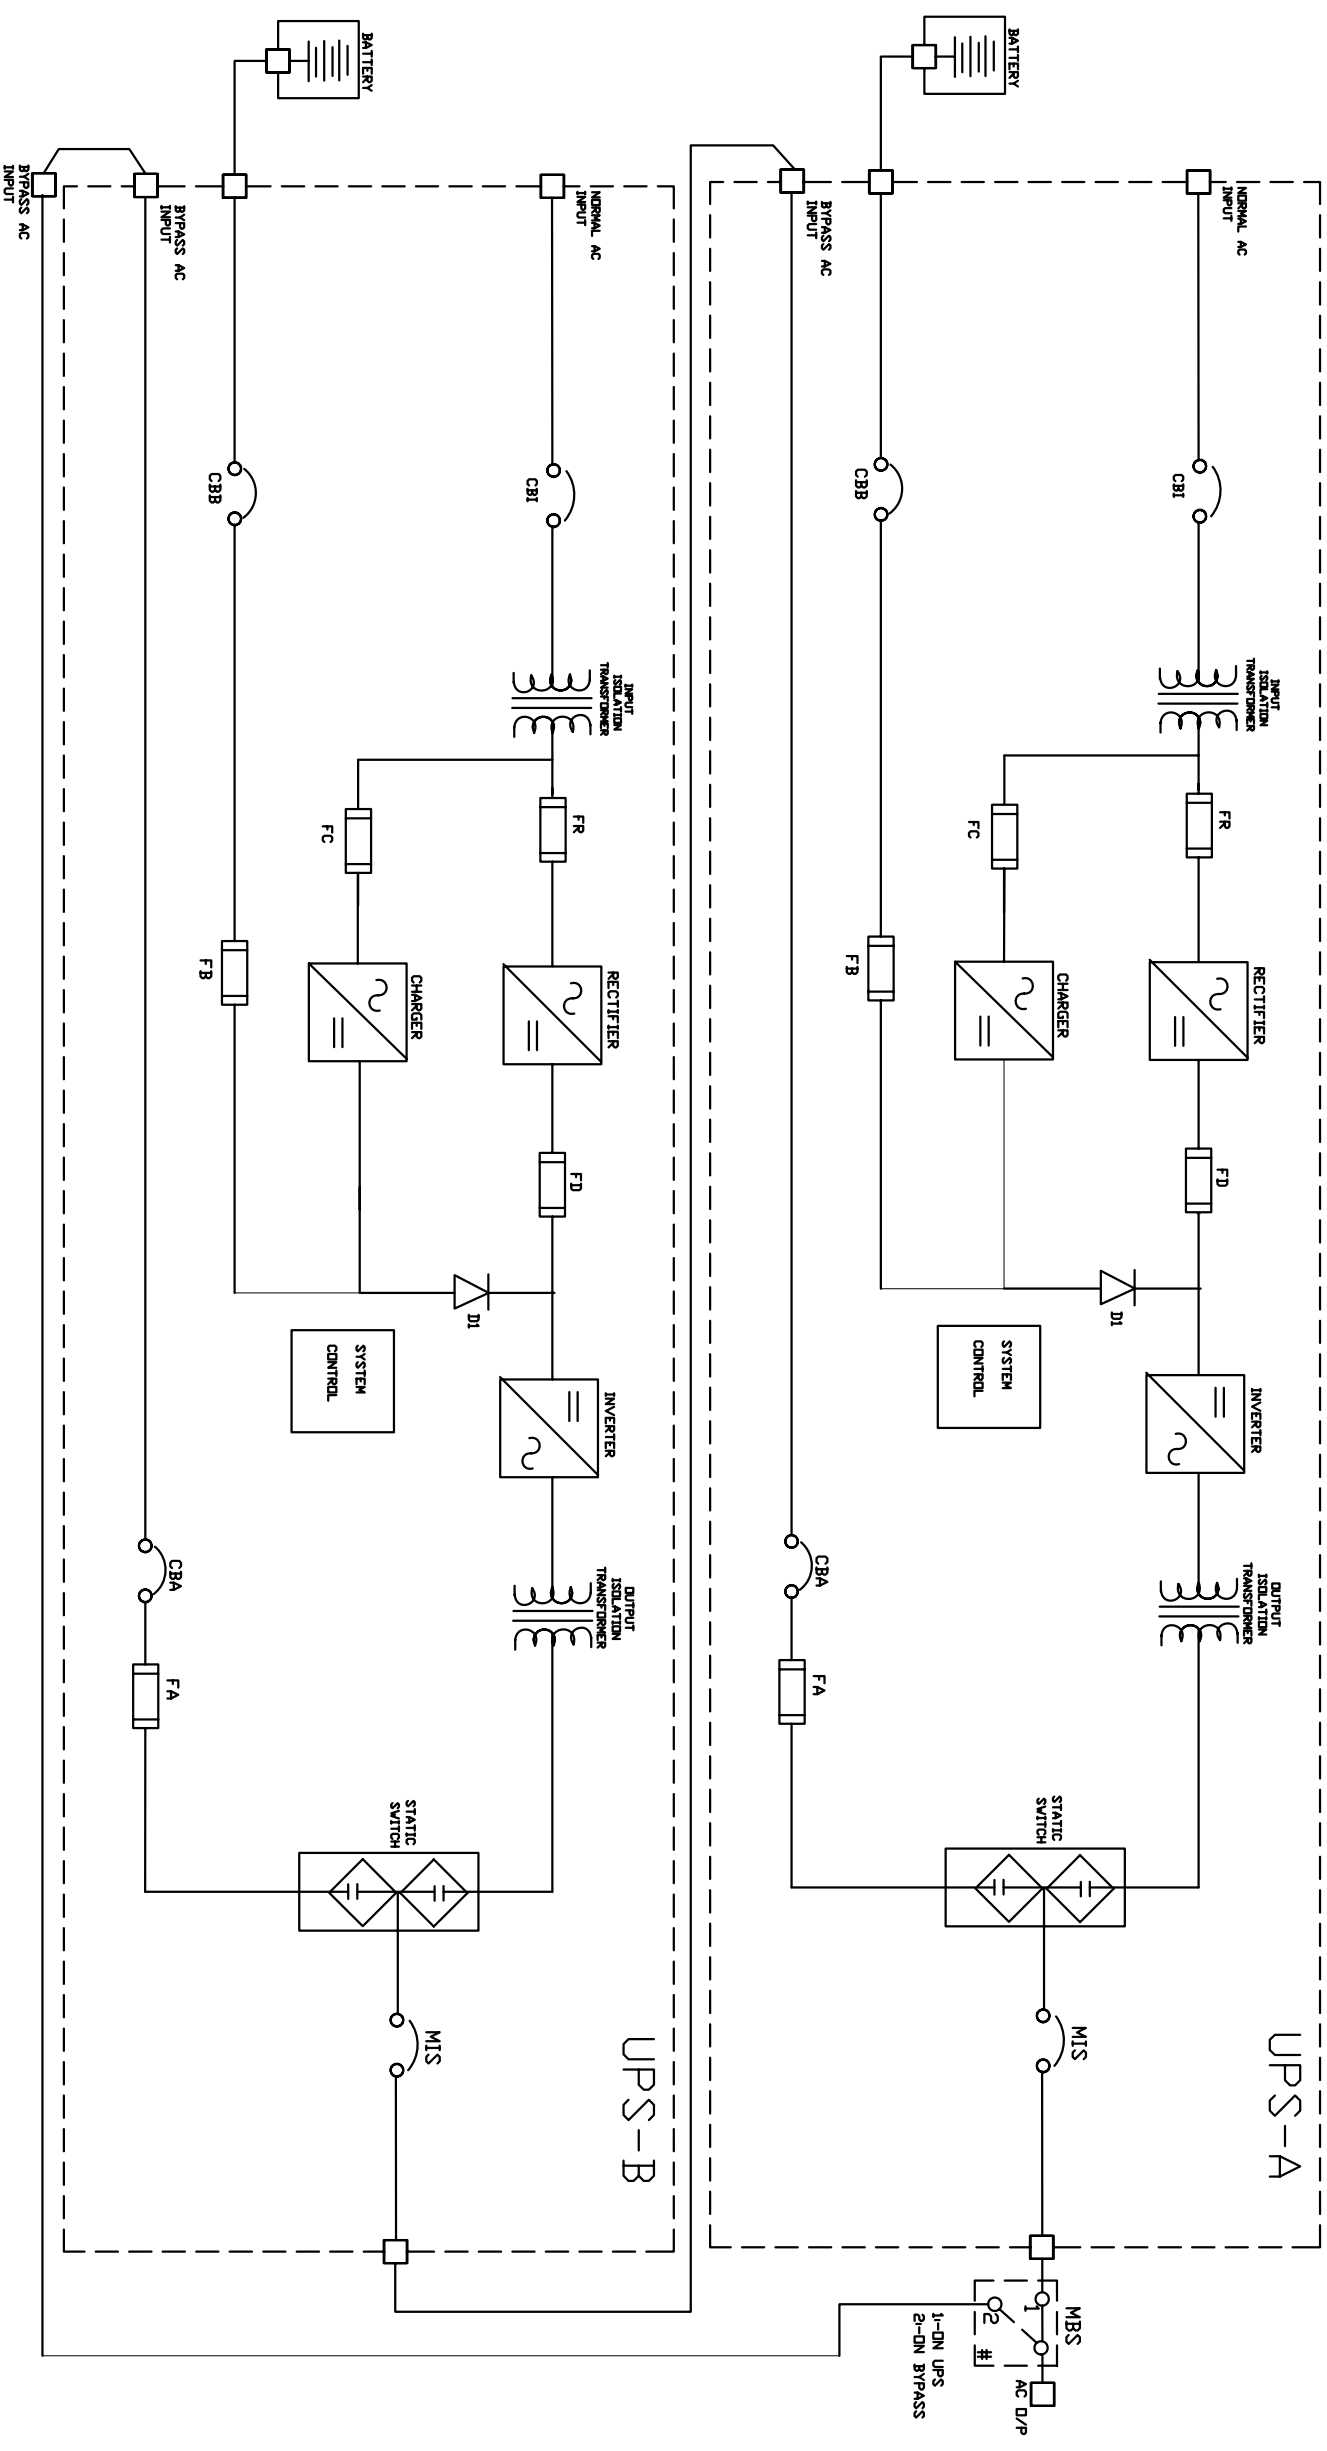 UPS-A
BATTERY
NORMAL AC
INPUT
BYPASS AC
INPUT
CBI
CBB
INPUT
ISOLATION
TRANSFORMER
FR
FC
FB
RECTIFIER
CHARGER
FD
D1
SYSTEM
CONTROL
INVERTER
OUTPUT
ISOLATION
TRANSFORMER
CBA
FA
STATIC
SWITCH
MIS
MBS
1
2
#
AC O/P
1:-ON UPS
2:-ON BYPASS
UPS-B
BATTERY
NORMAL AC
INPUT
BYPASS AC
INPUT
BYPASS AC
INPUT
CBI
CBB
INPUT
ISOLATION
TRANSFORMER
FR
FC
FB
RECTIFIER
CHARGER
FD
D1
SYSTEM
CONTROL
INVERTER
OUTPUT
ISOLATION
TRANSFORMER
CBA
FA
STATIC
SWITCH
MIS